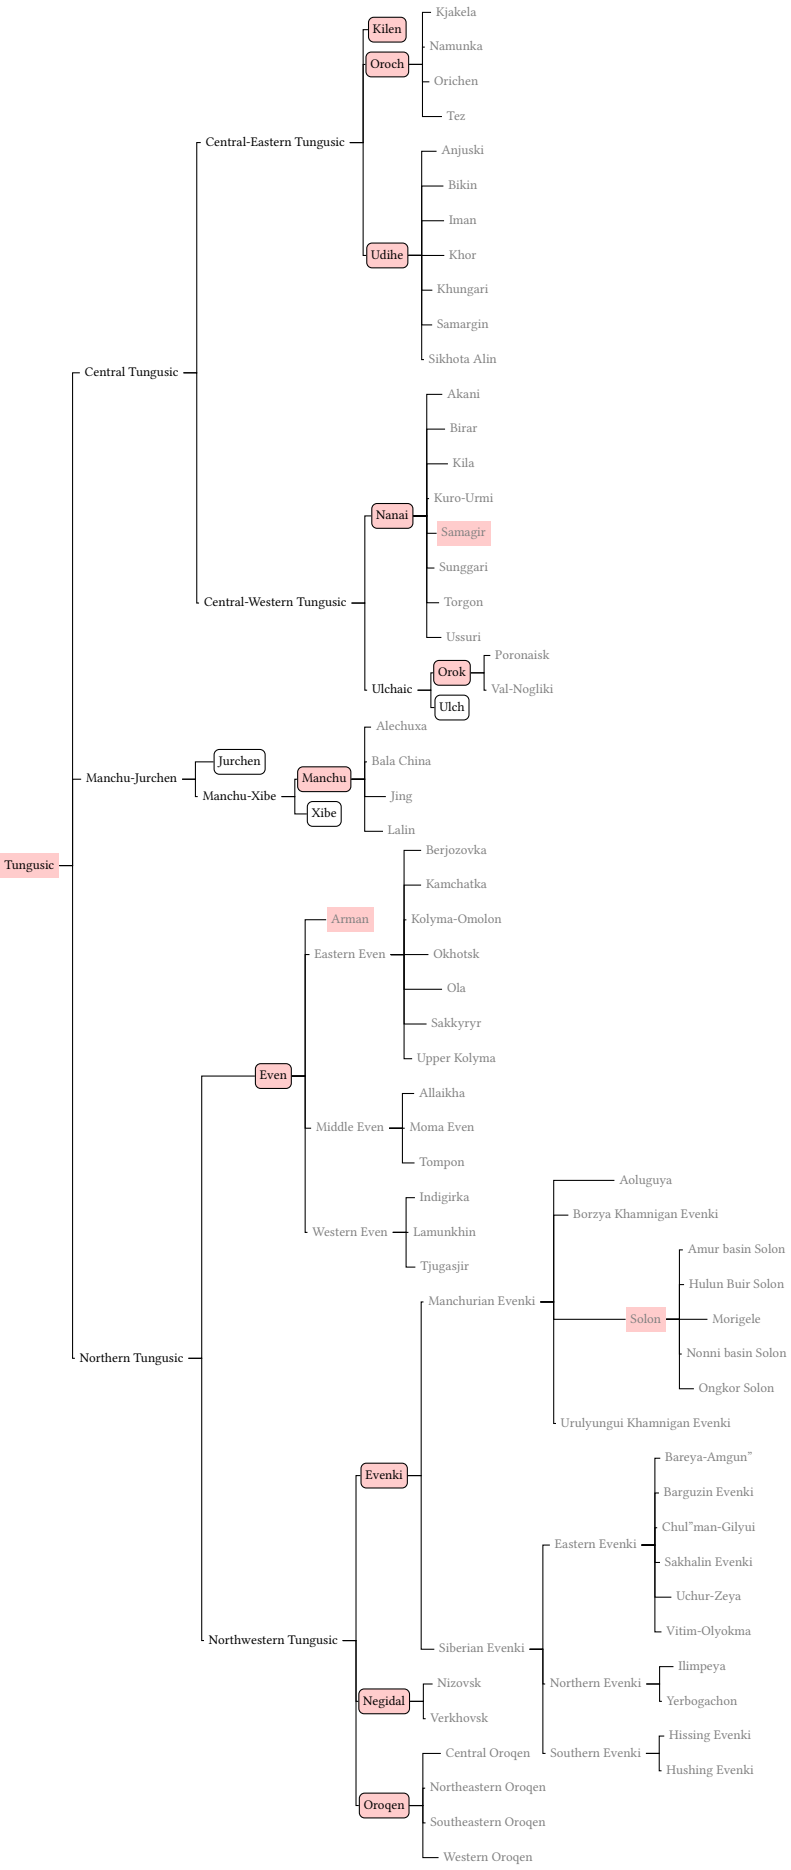 Kjakela
Kilen
Namunka
Oroch
Orichen
Tez
Central-Eastern Tungusic
Anjuski
Bikin
Iman
Udihe
Khor
Khungari
Samargin
Sikhota Alin
Central Tungusic
Akani
Birar
Kila
Kuro-Urmi
Nanai
Samagir
Sunggari
Central-Western Tungusic
Torgon
Ussuri
Poronaisk
Orok
Ulchaic
Val-Nogliki
Ulch
Alechuxa
Jurchen
Bala China
Manchu-Jurchen
Manchu
Manchu-Xibe
Jing
Xibe
Lalin
Berjozovka
Tungusic
Kamchatka
Arman
Kolyma-Omolon
Eastern Even
Okhotsk
Ola
Sakkyryr
Upper Kolyma
Even
Allaikha
Middle Even
Moma Even
Tompon
Aoluguya
Indigirka
Borzya Khamnigan Evenki
Western Even
Lamunkhin
Amur basin Solon
Tjugasjir
Hulun Buir Solon
Manchurian Evenki
Solon
Morigele
Nonni basin Solon
Northern Tungusic
Ongkor Solon
Urulyungui Khamnigan Evenki
Bareya-Amgun”
Evenki
Barguzin Evenki
Chul”man-Gilyui
Eastern Evenki
Sakhalin Evenki
Uchur-Zeya
Vitim-Olyokma
Northwestern Tungusic
Siberian Evenki
Ilimpeya
Nizovsk
Northern Evenki
Negidal
Yerbogachon
Verkhovsk
Hissing Evenki
Central Oroqen
Southern Evenki
Hushing Evenki
Northeastern Oroqen
Oroqen
Southeastern Oroqen
Western Oroqen